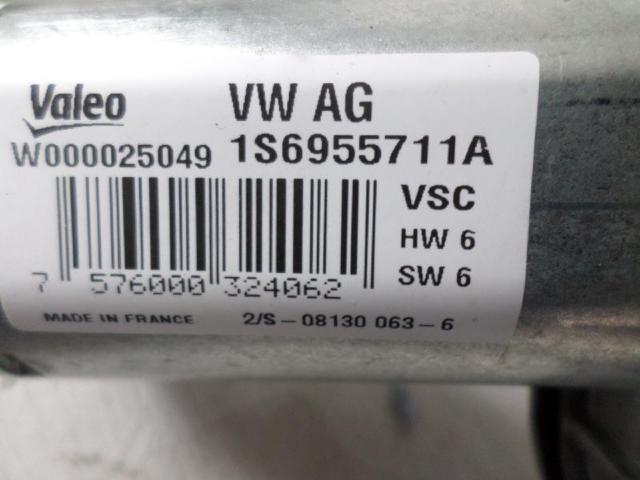 Valeo VW AG
W000025049 1S6955711A
VSC
HW 6
SW 6
7 576000 324062
MADE IN FRANCE 2/S-08130 063-6